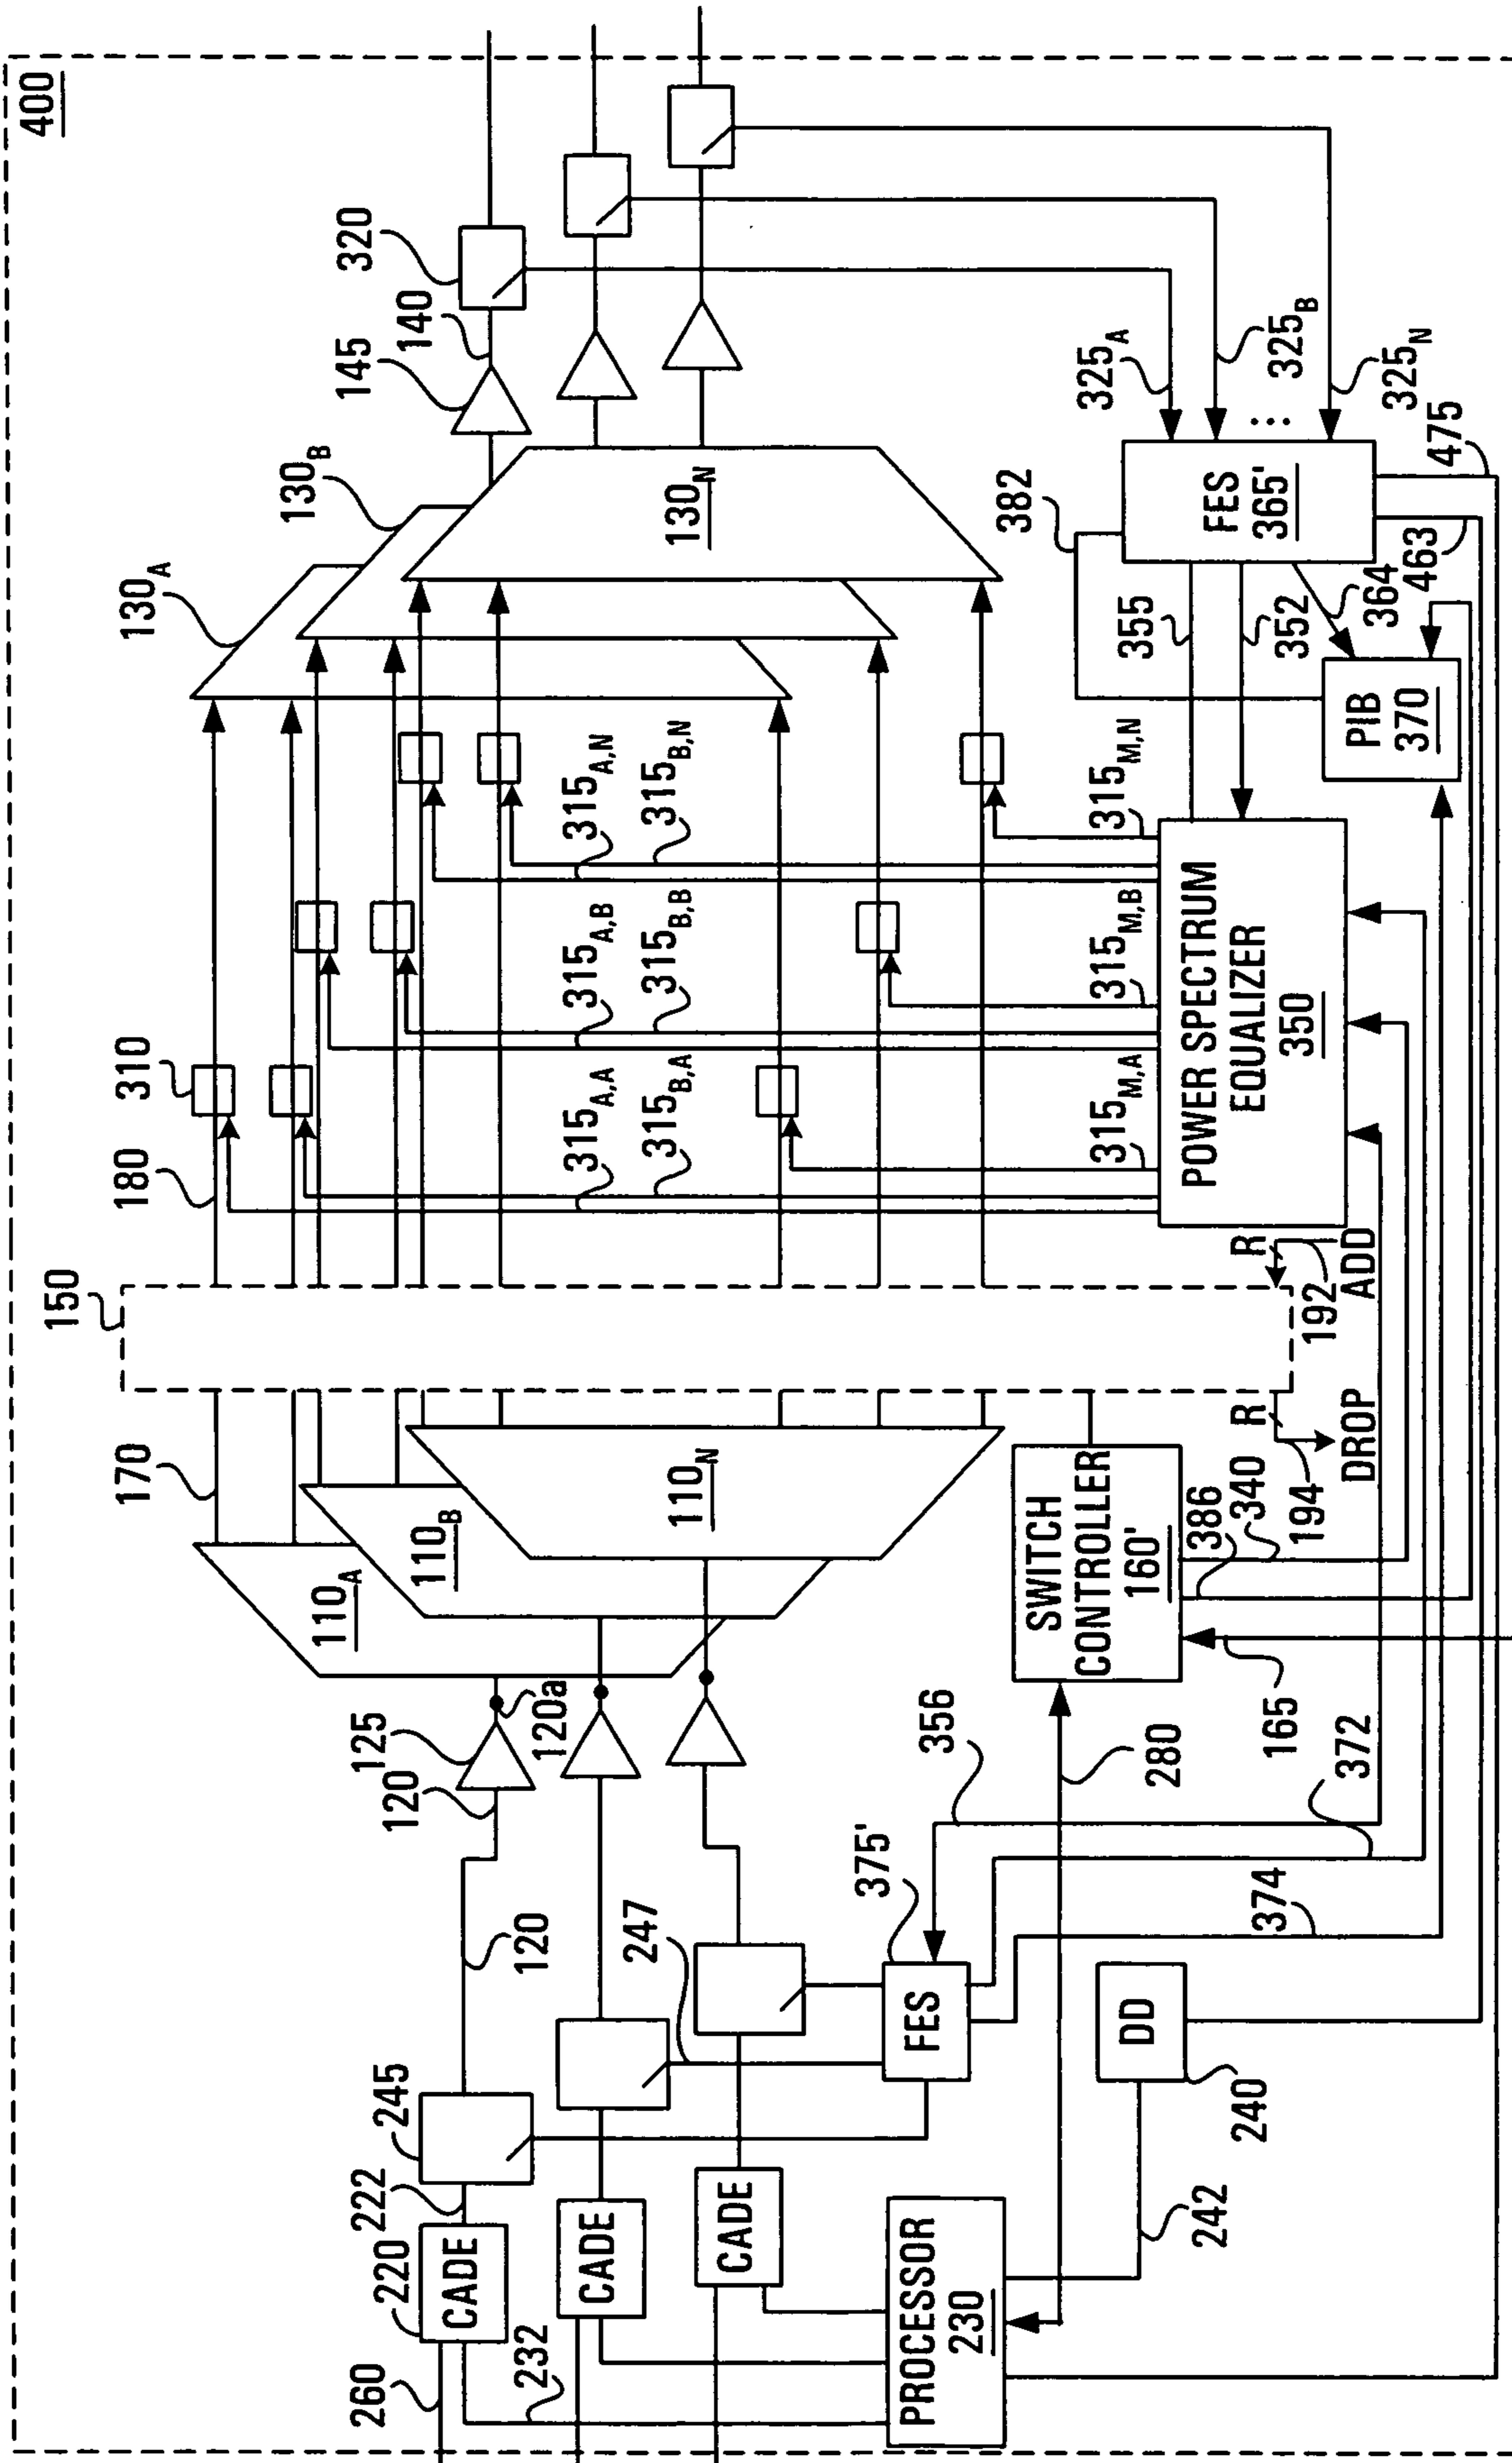 400
260
220
CADE
222
245
120
120
125
120a
110A
170
150
180
310
130A
130B
145
140
320
232
CADE
CADE
247
110B
110N
315A,A
315B,A
315A,B
315B,B
315A,N
315B,N
130N
PROCESSOR
230
242
DD
240
FES
375'
356
280
165
372
374
SWITCH
CONTROLLER
160'
386
340
R
194
DROP
R
192
ADD
315M,A
315M,B
315M,N
POWER SPECTRUM
EQUALIZER
350
355
352
382
PIB
370
364
463
FES
365'
325A
325B
...
325N
475